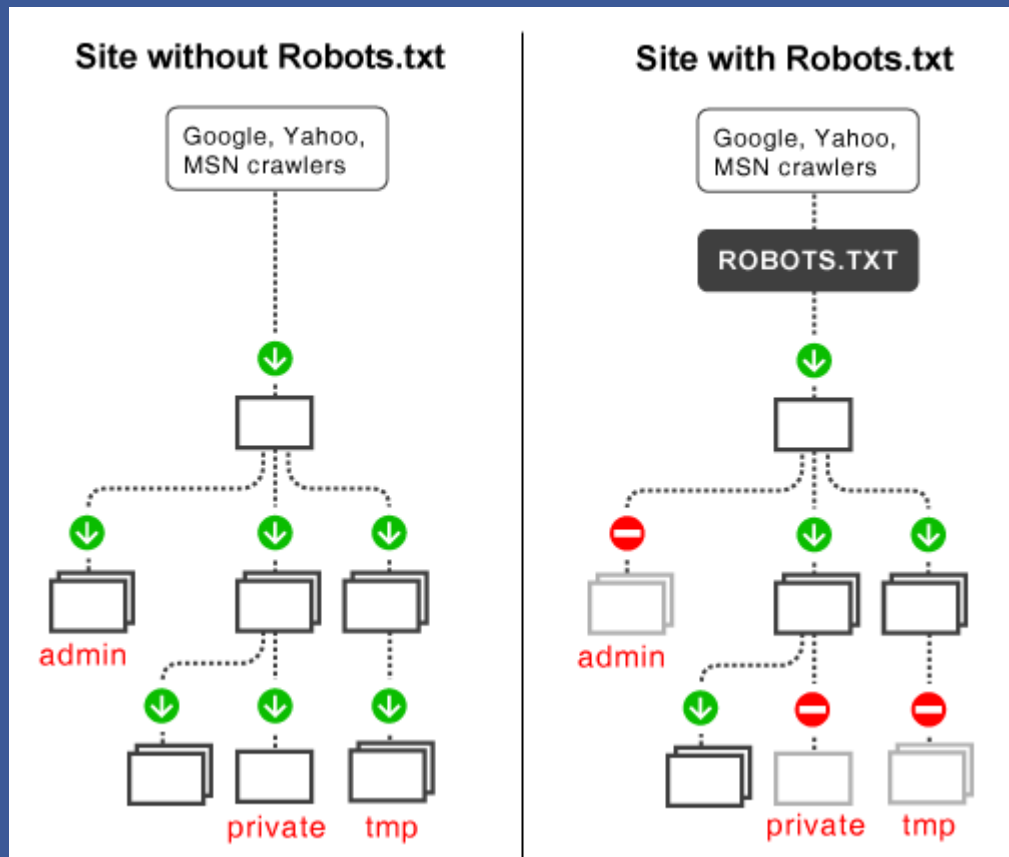 Site without Robots.txt
Google, Yahoo,
MSN crawlers
admin
private
tmp
Site with Robots.txt
Google, Yahoo,
MSN crawlers
ROBOTS.TXT
admin
private
tmp